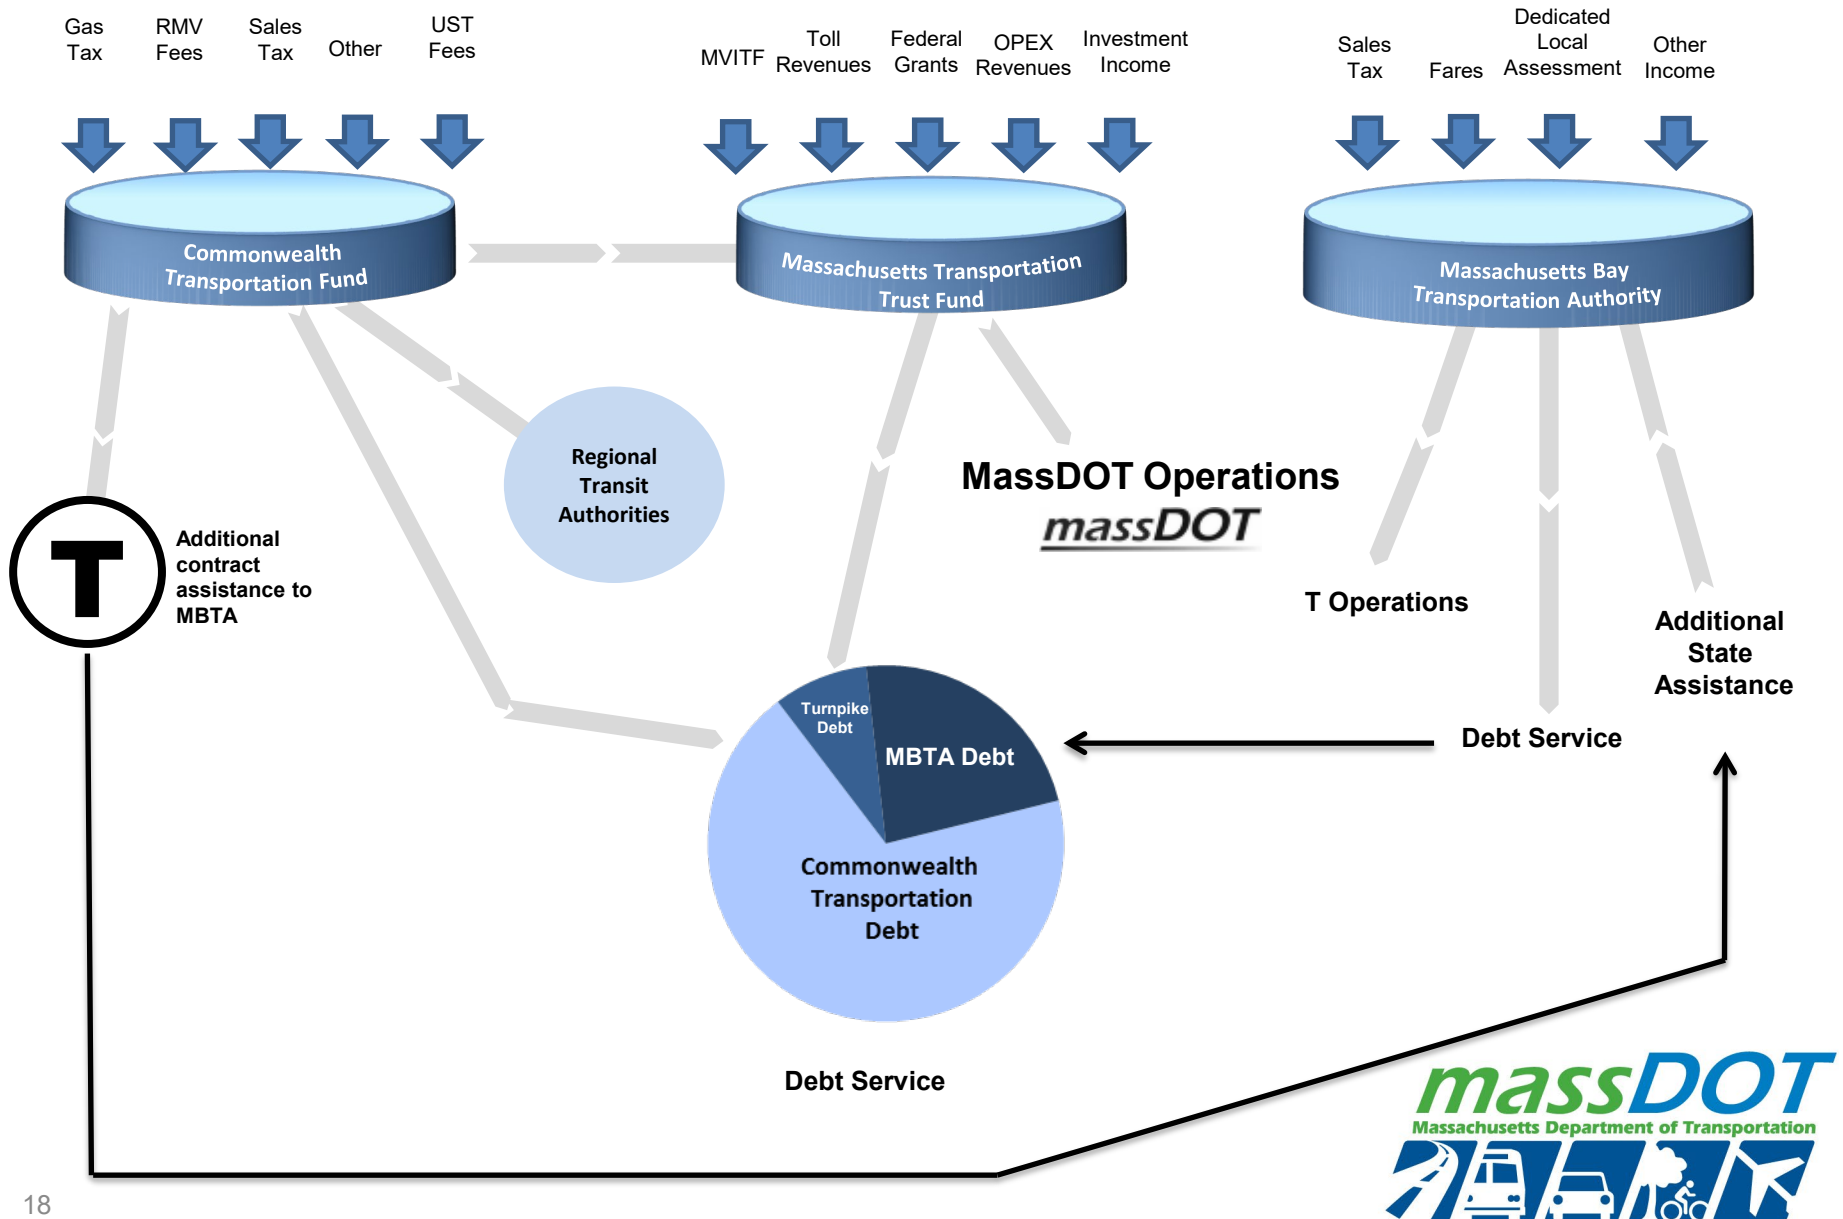 Gas
Tax
RMV
Fees
Sales
Tax
Other
UST
Fees
MVITF
Toll
Revenues
Federal
Grants
OPEX
Revenues
Investment
Income
Sales
Tax
Fares
Dedicated
Local
Assessment
Other
Income
Commonwealth
Transportation Fund
Massachusetts Transportation
Trust Fund
Massachusetts Bay
Transportation Authority
Regional
Transit
Authorities
MassDOT Operations
massDOT
T
Additional
contract
assistance to
MBTA
T Operations
Additional
State
Assistance
Debt Service
Turnpike
Debt
MBTA Debt
Commonwealth
Transportation
Debt
Debt Service
massDOT
Massachusetts Department of Transportation
18